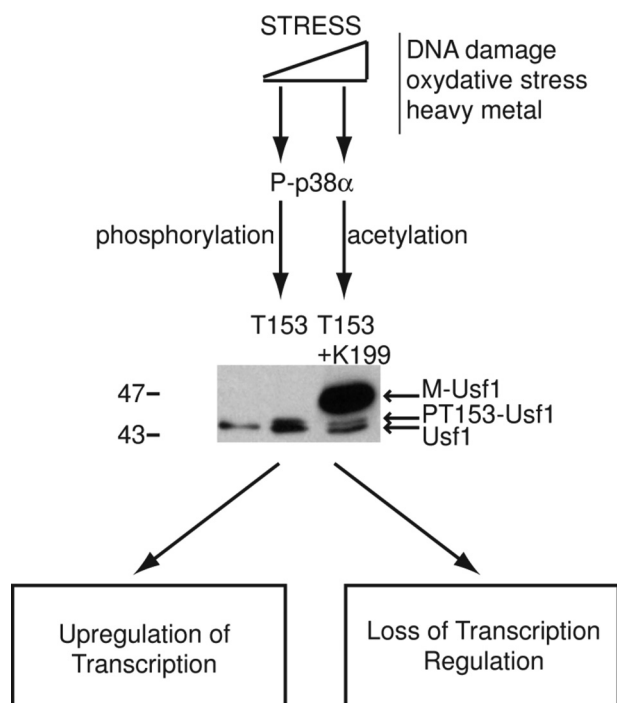 STRESS
DNA damage
oxydative stress
heavy metal
P-p38α
phosphorylation
acetylation
T153
T153
+K199
47
43
M-Usf1
PT153-Usf1
Usf1
Upregulation of
Transcription
Loss of Transcription
Regulation